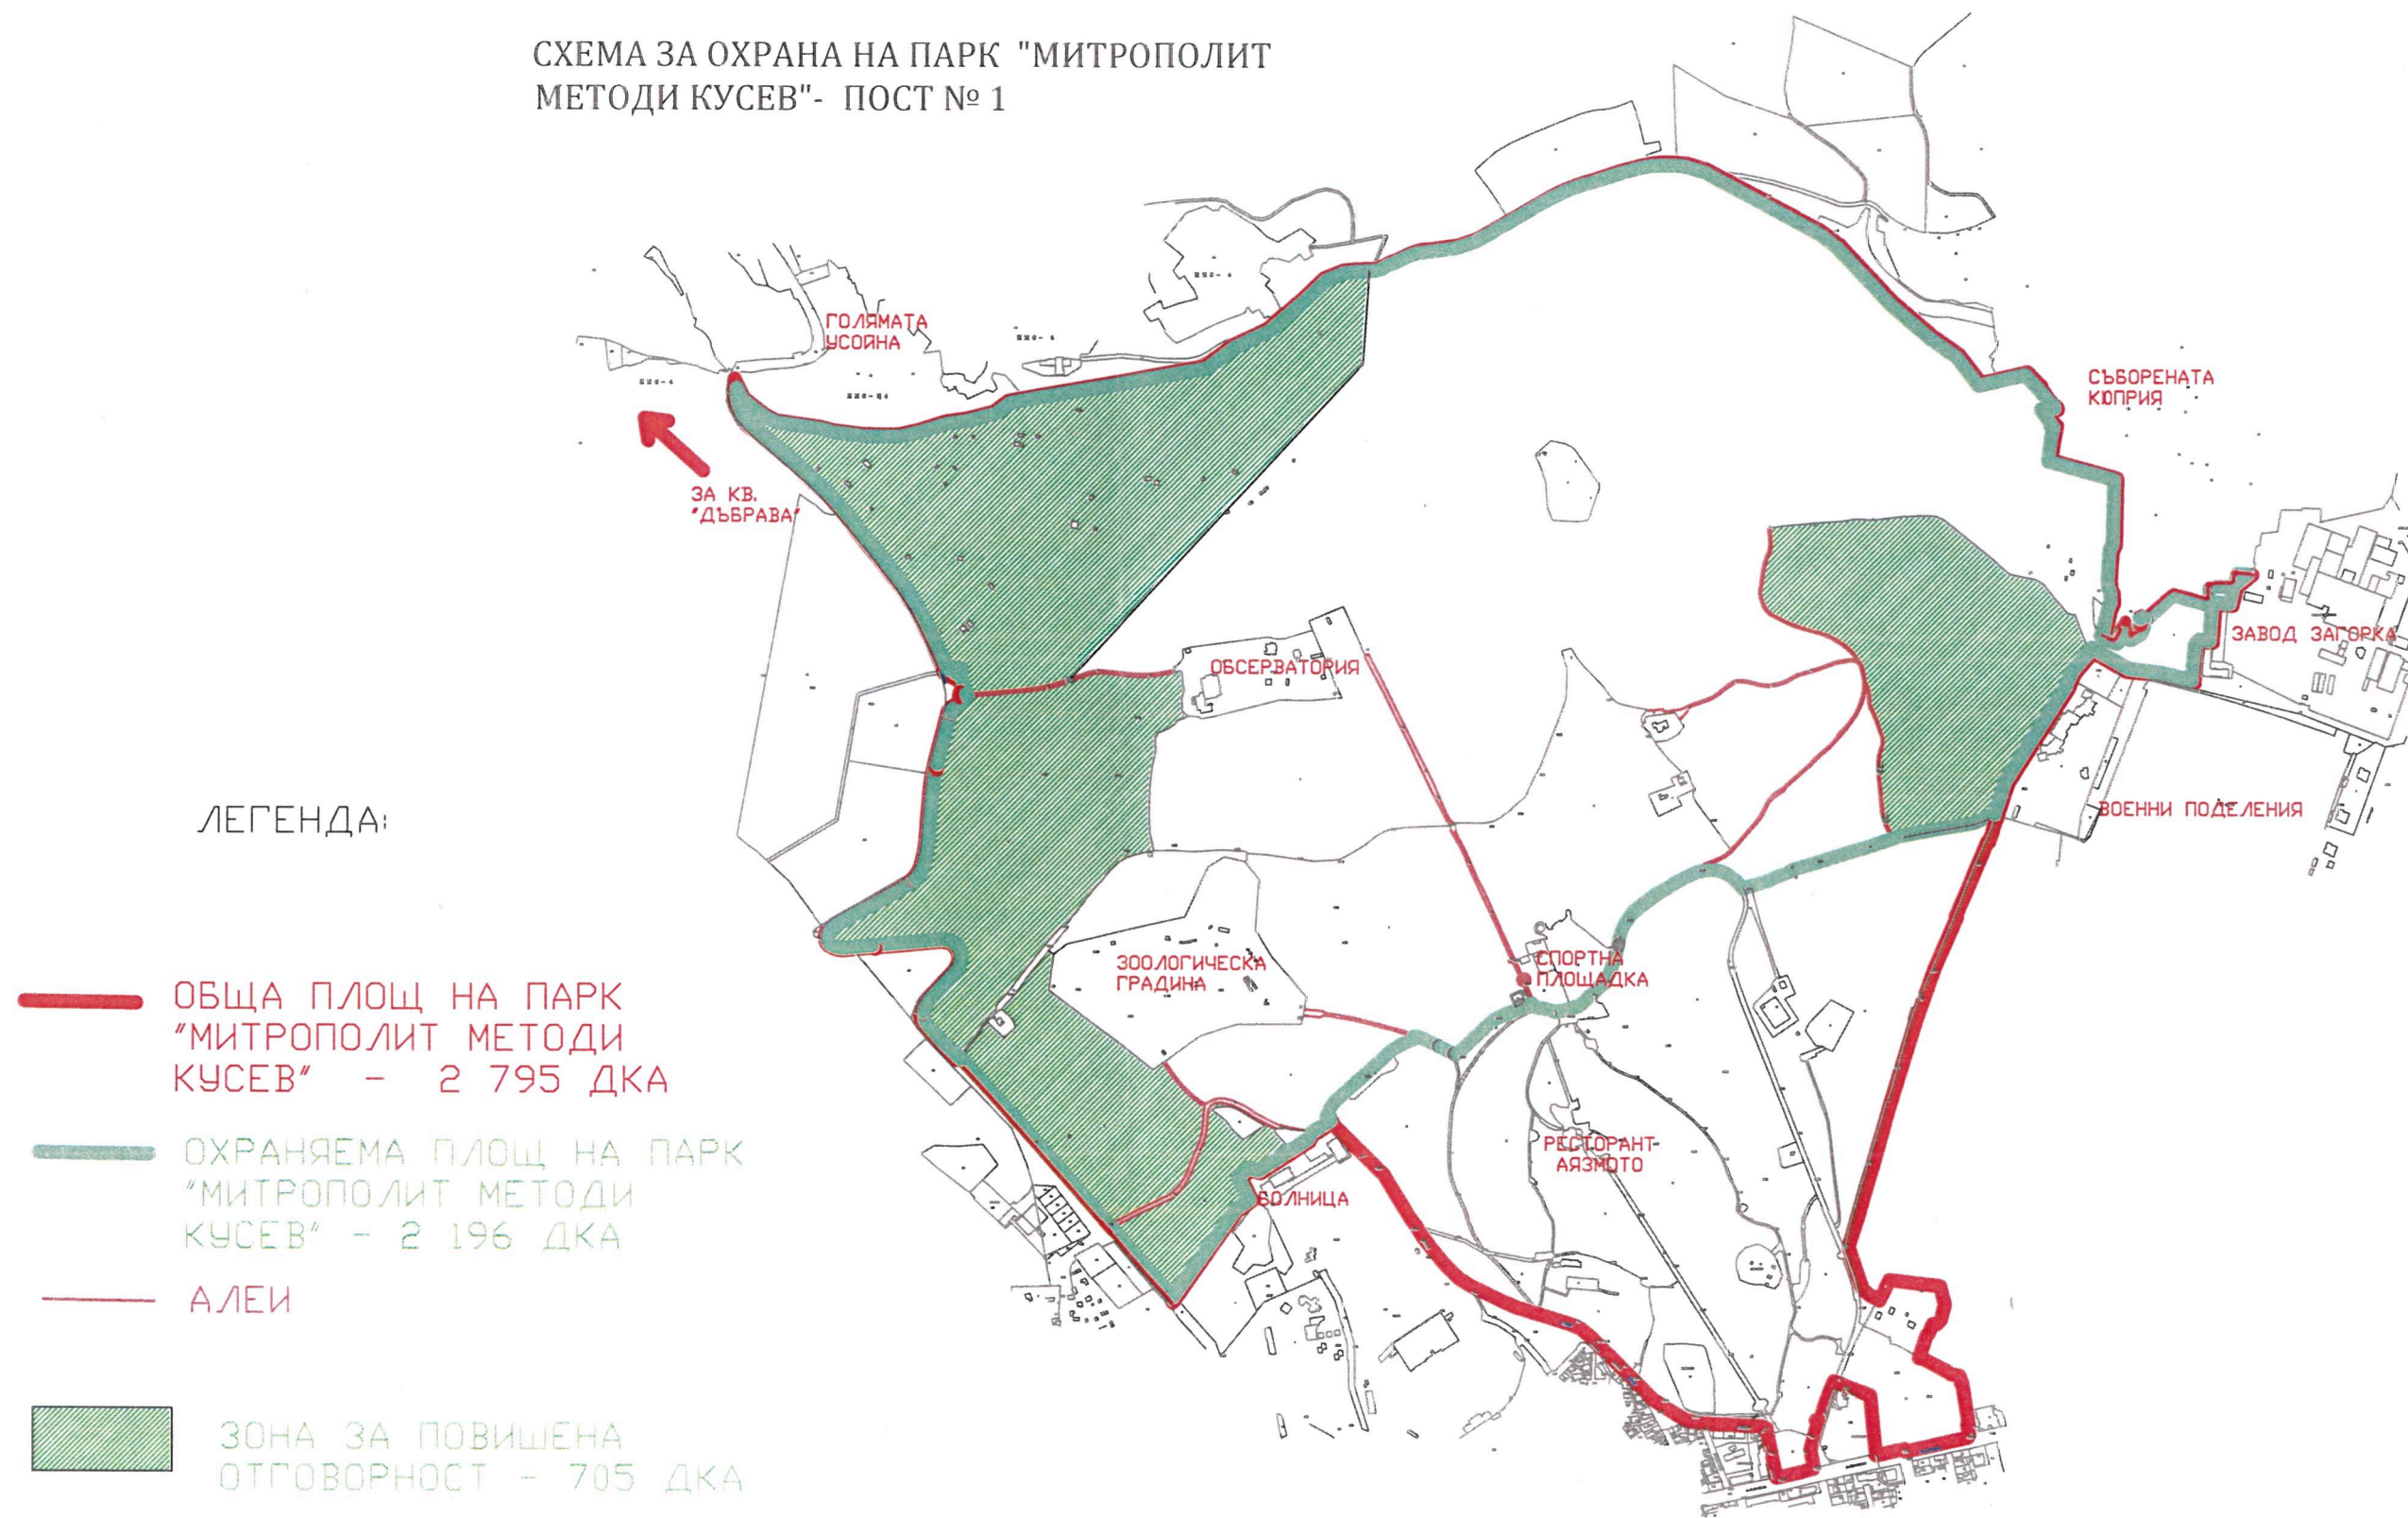 СХЕМА ЗА ОХРАНА НА ПАРК "МИТРОПОЛИТ
МЕТОДИ КУСЕВ"- ПОСТ № 1
ГОЛЯМАТА
УСОЙНА
ЗА КВ.
"ДЪБРАВА"
СЪБОРЕНАТА
КЮПРИЯ
ЗАВОД ЗАГОРКА
ОБСЕРВАТОРИЯ
ВОЕННИ ПОДЕЛЕНИЯ
ЗООЛОГИЧЕСКА
ГРАДИНА
СПОРТНА
ПЛОЩАДКА
РЕСТОРАНТ-
АЯЗМОТО
БОЛНИЦА
ЛЕГЕНДА:
ОБЩА ПЛОЩ НА ПАРК
"МИТРОПОЛИТ МЕТОДИ
КУСЕВ" - 2 795 ДКА
ОХРАНЯЕМА ПЛОЩ НА ПАРК
"МИТРОПОЛИТ МЕТОДИ
КУСЕВ" - 2 196 ДКА
АЛЕИ
ЗОНА ЗА ПОВИШЕНА
ОТГОВОРНОСТ - 705 ДКА